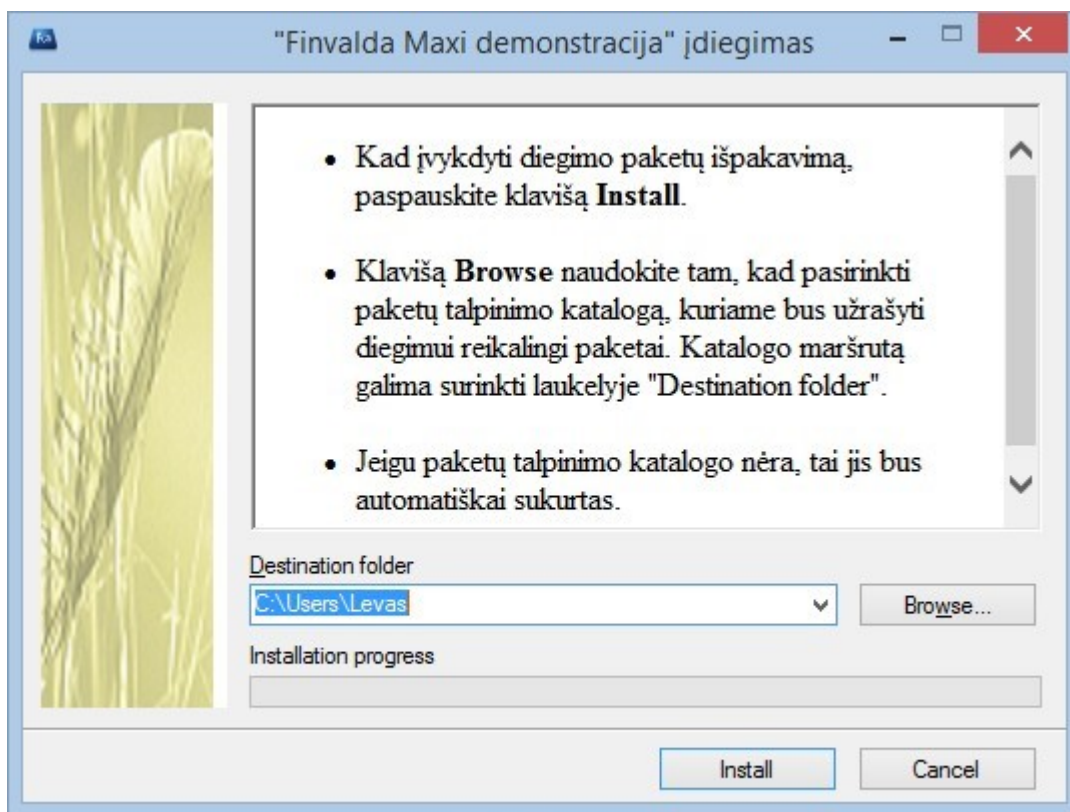 "Finvalda Maxi demonstracija" įdiegimas
• Kad įvykdyti diegimo paketų išpakavimą,
paspauskite klavišą Install.
• Klavišą Browse naudokite tam, kad pasirinkti
paketų talpinimo katalogą, kuriame bus užrašyti
diegimui reikalingi paketai. Katalogo maršrutą
galima surinkti laukelyje "Destination folder".
• Jeigu paketų talpinimo katalogo nėra, tai jis bus
automatiškai sukurtas.
Destination folder
C:\Users\Levas
Browse...
Installation progress
Install
Cancel